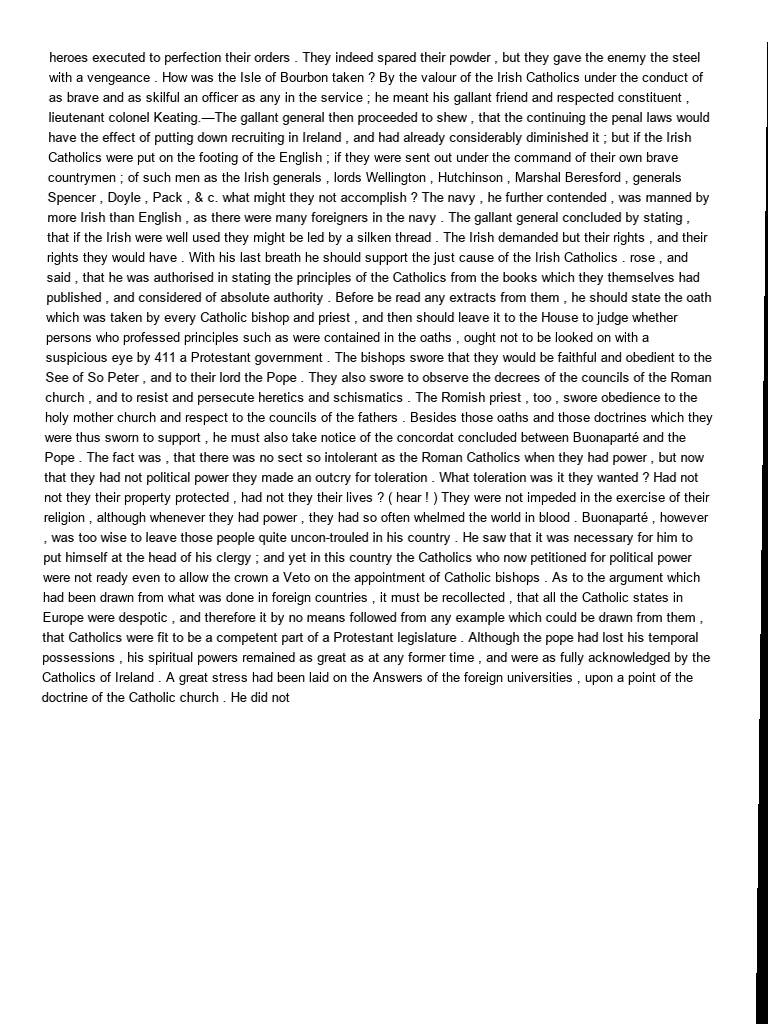 heroes executed to perfection their orders . They indeed spared their powder , but they gave the enemy the steel
with a vengeance . How was the Isle of Bourbon taken ? By the valour of the Irish Catholics under the conduct of
as brave and as skilful an officer as any in the service ; he meant his gallant friend and respected constituent ,
lieutenant colonel Keating.—The gallant general then proceeded to shew , that the continuing the penal laws would
have the effect of putting down recruiting in Ireland , and had already considerably diminished it ; but if the Irish
Catholics were put on the footing of the English ; if they were sent out under the command of their own brave
countrymen ; of such men as the Irish generals , lords Wellington , Hutchinson , Marshal Beresford , generals
Spencer , Doyle , Pack , & c. what might they not accomplish ? The navy , he further contended , was manned by
more Irish than English , as there were many foreigners in the navy . The gallant general concluded by stating ,
that if the Irish were well used they might be led by a silken thread . The Irish demanded but their rights , and their
rights they would have . With his last breath he should support the just cause of the Irish Catholics . rose , and
said , that he was authorised in stating the principles of the Catholics from the books which they themselves had
published , and considered of absolute authority . Before be read any extracts from them , he should state the oath
which was taken by every Catholic bishop and priest , and then should leave it to the House to judge whether
persons who professed principles such as were contained in the oaths , ought not to be looked on with a
suspicious eye by 411 a Protestant government . The bishops swore that they would be faithful and obedient to the
See of So Peter , and to their lord the Pope . They also swore to observe the decrees of the councils of the Roman
church , and to resist and persecute heretics and schismatics . The Romish priest , too , swore obedience to the
holy mother church and respect to the councils of the fathers . Besides those oaths and those doctrines which they
were thus sworn to support , he must also take notice of the concordat concluded between Buonaparté and the
Pope . The fact was , that there was no sect so intolerant as the Roman Catholics when they had power , but now
that they had not political power they made an outcry for toleration . What toleration was it they wanted ? Had not
not they their property protected , had not they their lives ? ( hear ! ) They were not impeded in the exercise of their
religion , although whenever they had power , they had so often whelmed the world in blood . Buonaparté , however
, was too wise to leave those people quite uncon-trouled in his country . He saw that it was necessary for him to
put himself at the head of his clergy ; and yet in this country the Catholics who now petitioned for political power
were not ready even to allow the crown a Veto on the appointment of Catholic bishops . As to the argument which
had been drawn from what was done in foreign countries , it must be recollected , that all the Catholic states in
Europe were despotic , and therefore it by no means followed from any example which could be drawn from them ,
that Catholics were fit to be a competent part of a Protestant legislature . Although the pope had lost his temporal
possessions , his spiritual powers remained as great as at any former time , and were as fully acknowledged by the
Catholics of Ireland . A great stress had been laid on the Answers of the foreign universities , upon a point of the
doctrine of the Catholic church . He did not